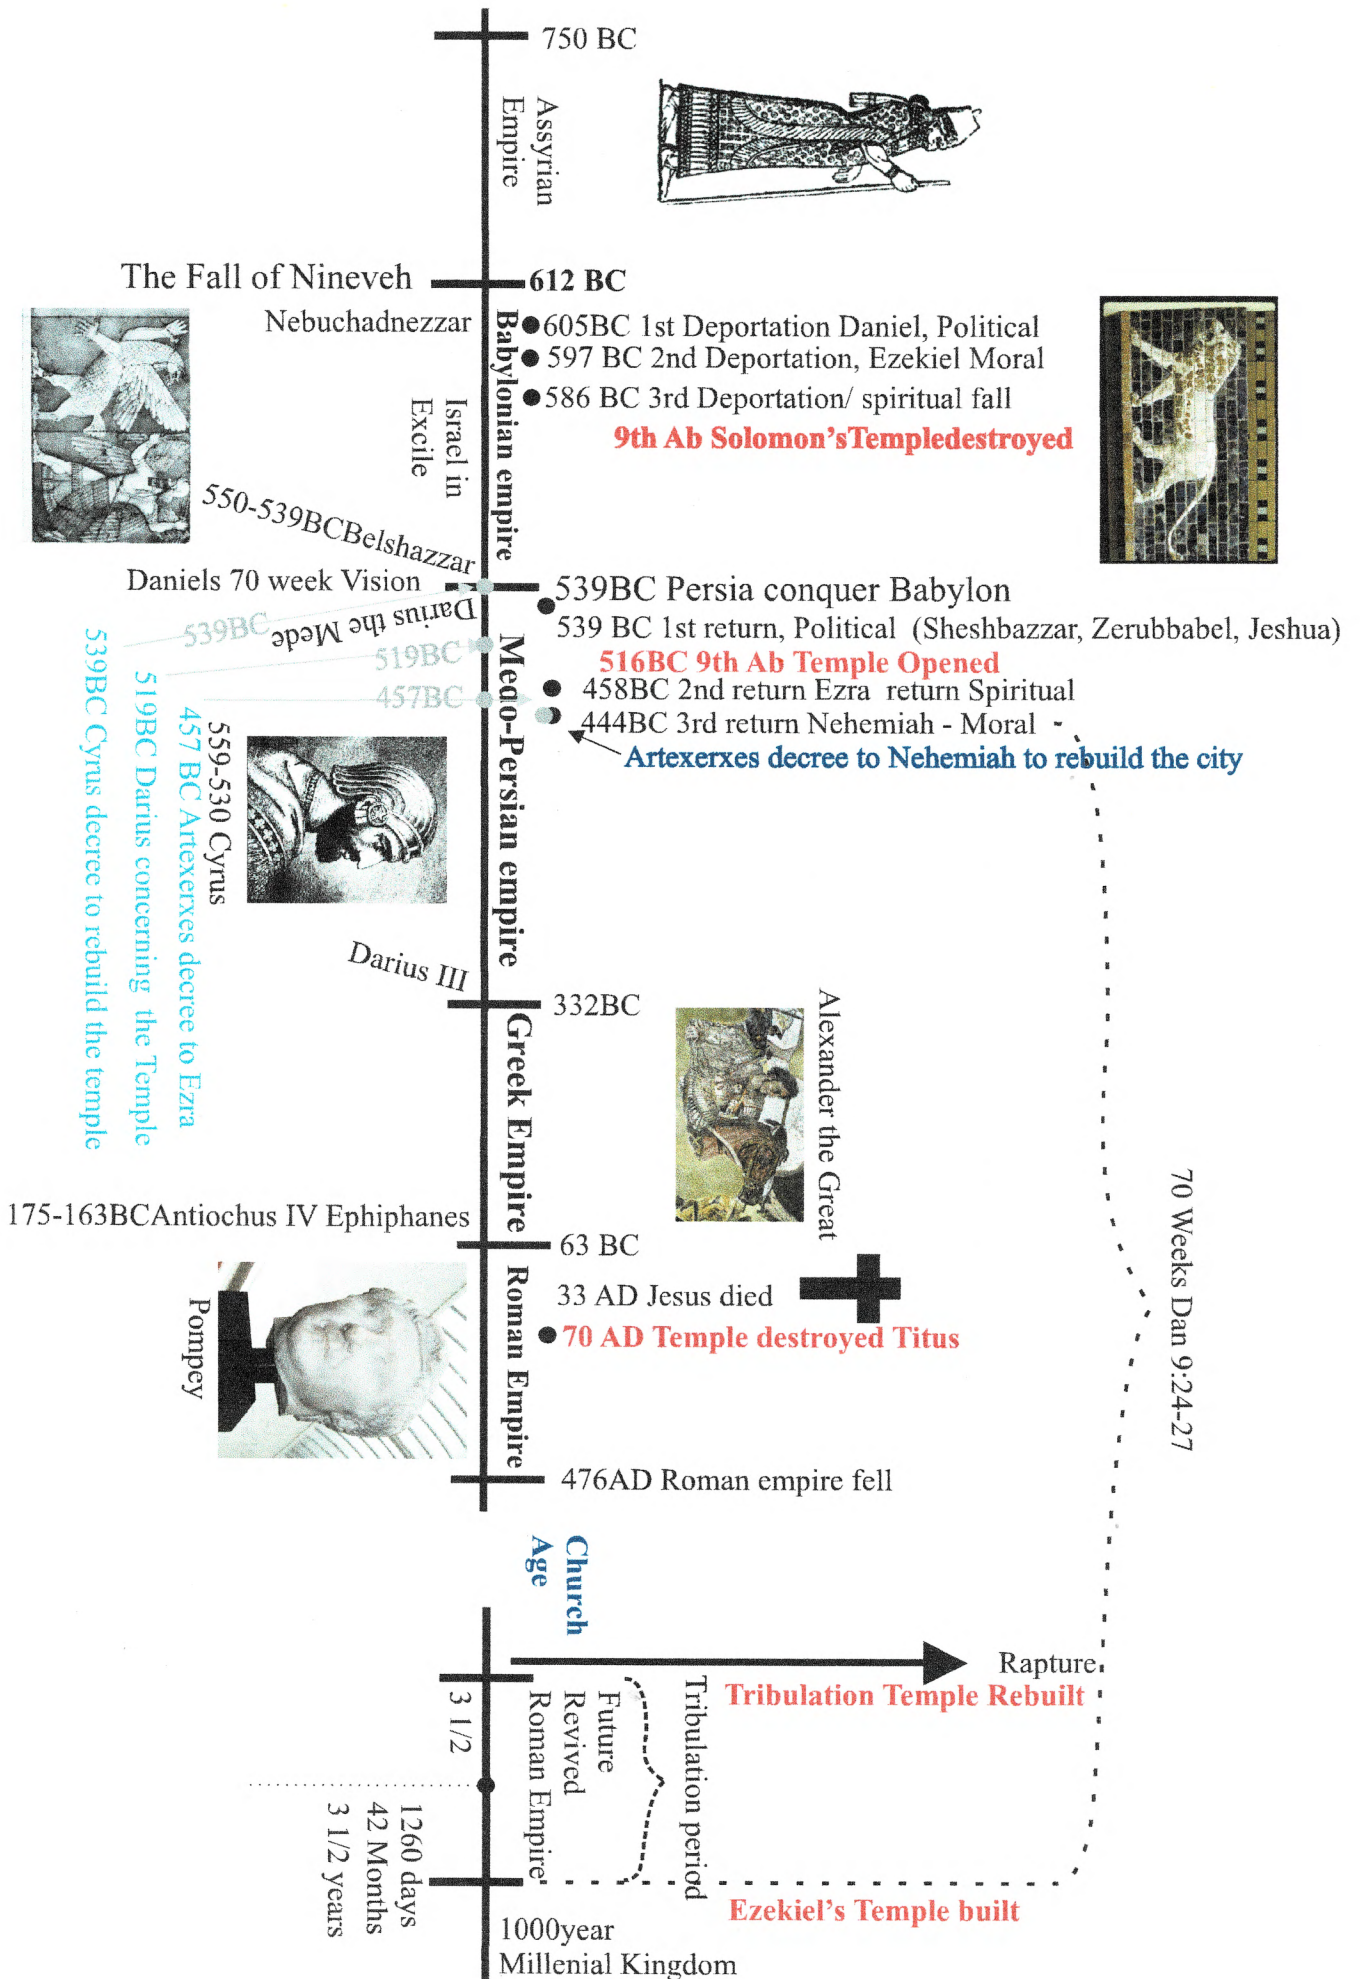 750 BC
Assyrian
Empire
The Fall of Nineveh
612 BC
Nebuchadnezzar
Babylonian empire
605BC 1st Deportation Daniel, Political
597 BC 2nd Deportation, Ezekiel Moral
586 BC 3rd Deportation/ spiritual fall
9th Ab Solomon'sTempledestroyed
Israel in
Excile
550-539BCBelshazzar
Daniels 70 week Vision
539BC Persia conquer Babylon
Darius the Mede
539 BC 1st return, Political (Sheshbazzar, Zerubbabel, Jeshua)
539BC
519BC
457BC
516BC 9th Ab Temple Opened
458BC 2nd return Ezra return Spiritual
444BC 3rd return Nehemiah - Moral -
Artexerxes decree to Nehemiah to rebuild the city
Medo-Persian empire
559-530 Cyrus
457 BC Artexerxes decree to Ezra
519BC Darius concerning the Temple
539BC Cyrus decree to rebuild the temple
Darius III
332BC
Greek Empire
Alexander the Great
70 Weeks Dan 9:24-27
175-163BCAntiochus IV Ephiphanes
63 BC
Roman Empire
Pompey
33 AD Jesus died
70 AD Temple destroyed Titus
476AD Roman empire fell
Church
Age
Rapture
Tribulation Temple Rebuilt
3 1/2
Future
Revived
Roman Empire
Tribulation period
1260 days
42 Months
3 1/2 years
Ezekiel's Temple built
1000year
Millenial Kingdom